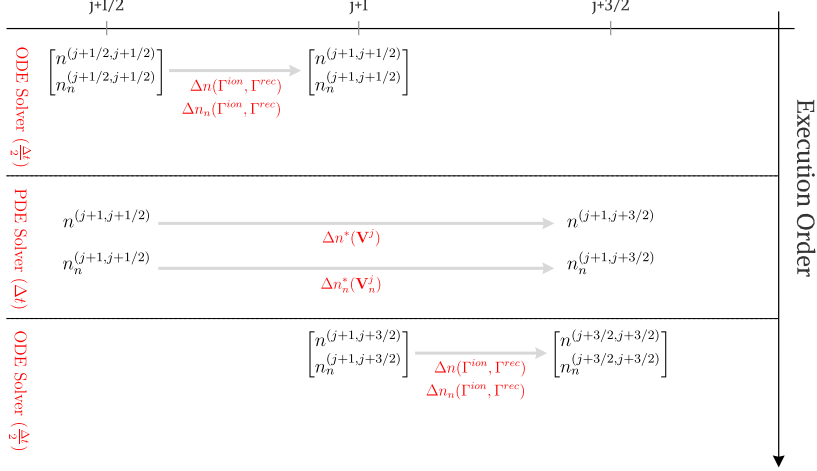 j+1/2 j+1 j+3/2
ODE Solver (Δt/2)
[n^(j+1/2,j+1/2) n_n^(j+1/2,j+1/2)] [n^(j+1,j+1/2) n_n^(j+1,j+1/2)]
Δn(Γ^ion, Γ^rec)
Δn_n(Γ^ion, Γ^rec)
PDE Solver (Δt)
n^(j+1,j+1/2) n^(j+1,j+3/2)
Δn*(V^j)
n_n^(j+1,j+1/2) n_n^(j+1,j+3/2)
Δn_n*(V_n^j)
ODE Solver (Δt/2)
[n^(j+1,j+3/2) n_n^(j+1,j+3/2)] [n^(j+3/2,j+3/2) n_n^(j+3/2,j+3/2)]
Δn(Γ^ion, Γ^rec)
Δn_n(Γ^ion, Γ^rec)
Execution Order